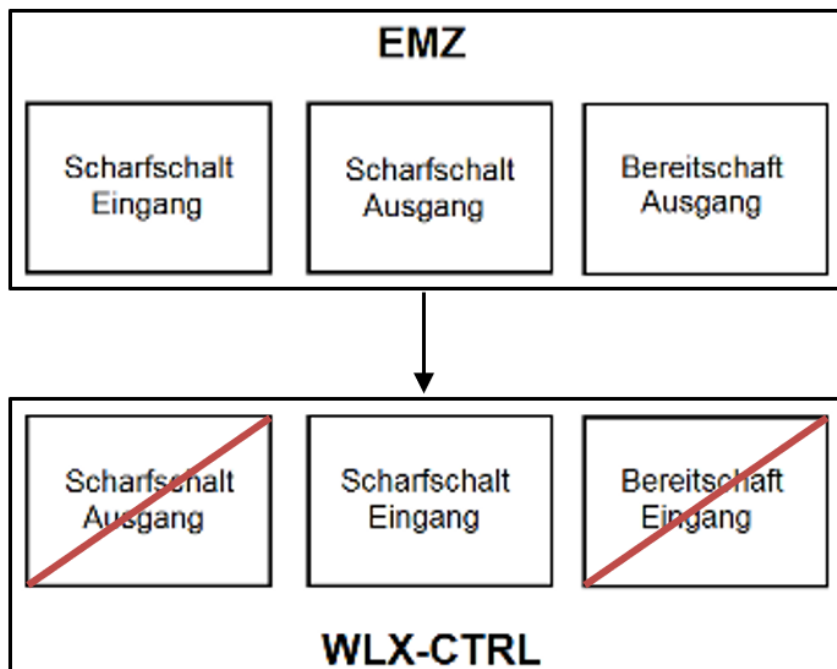 EMZ
Scharfschalt
Eingang
Scharfschalt
Ausgang
Bereitschaft
Ausgang
Scharfschalt
Ausgang
Scharfschalt
Eingang
Bereitschaft
Eingang
WLX-CTRL